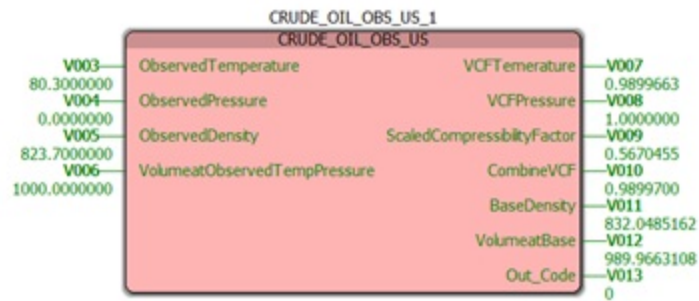 CRUDE_OIL_OBS_US_1
CRUDE_OIL_OBS_US
V003 ObservedTemperature VCFTemerature V007
80.3000000 0.9899663
V004 ObservedPressure VCFPressure V008
0.0000000 1.0000000
V005 ObservedDensity ScaledCompressibiltyFactor V009
823.7000000 0.5670455
V006 VolumeatObservedTempPressure CombineVCF V010
1000.0000000 0.9899700
BaseDensity V011
832.0485162
VolumeatBase V012
989.9663108
Out_Code V013
0